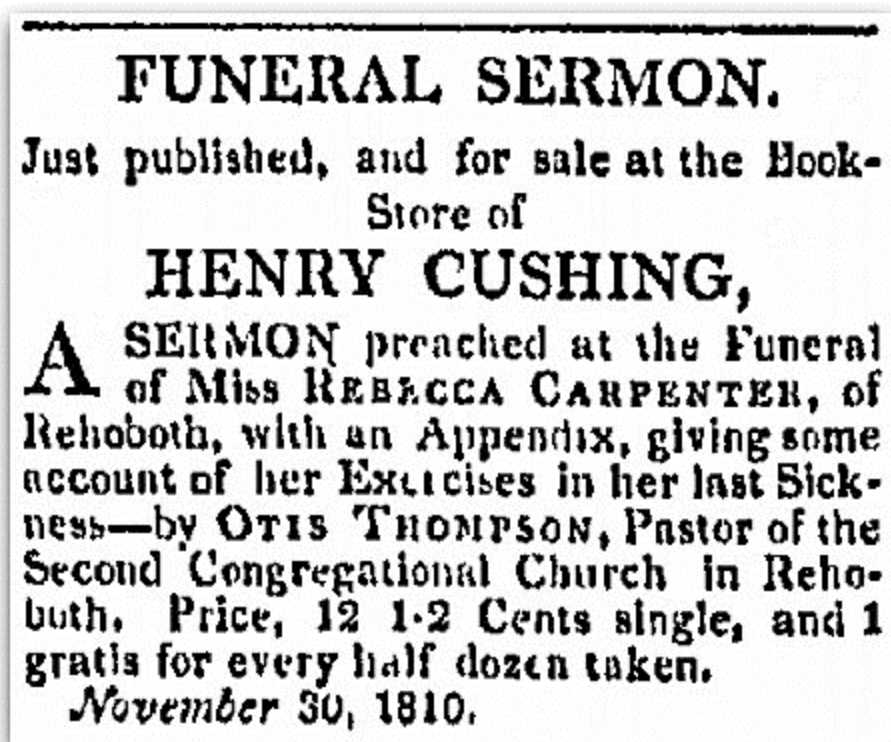 FUNERAL SERMON.
Just published, and for sale at the Book-
Store of
HENRY CUSHING,
A SERMON preached at the Funeral
of Miss REBECCA CARPENTER, of
Rehoboth, with an Appendix, giving some
account of her Exercises in her last Sick-
ness—by OTIS THOMPSON, Pastor of the
Second Congregational Church in Reho-
both. Price, 12 1-2 Cents single, and 1
gratis for every half dozen taken.
November 30, 1810.